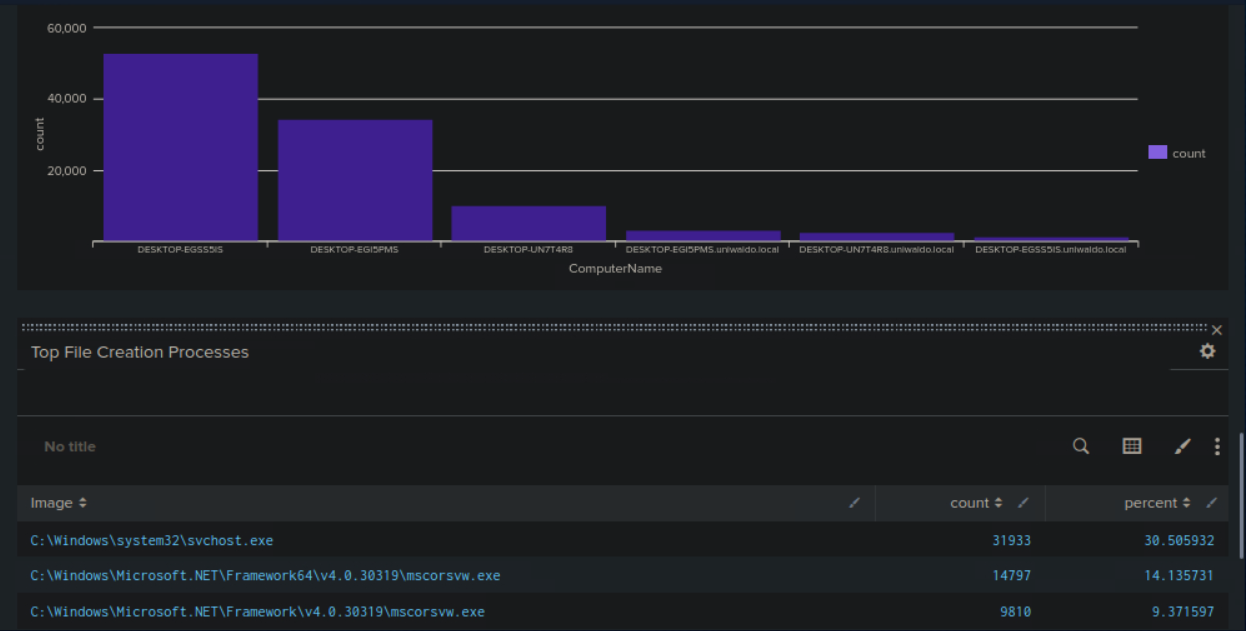 60,000
40,000
20,000
count
count
DESKTOP-EGSS5IS DESKTOP-EGI5PMS DESKTOP-UN7T4R8 DESKTOP-EGI5PMS.uniwaldo.local DESKTOP-UN7T4R8.uniwaldo.local DESKTOP-EGSS5IS.uniwaldo.local
ComputerName
Top File Creation Processes
No title
Image count percent
C:\Windows\system32\svchost.exe 31933 30.505932
C:\Windows\Microsoft.NET\Framework64\v4.0.30319\mscorsvw.exe 14797 14.135731
C:\Windows\Microsoft.NET\Framework\v4.0.30319\mscorsvw.exe 9810 9.371597